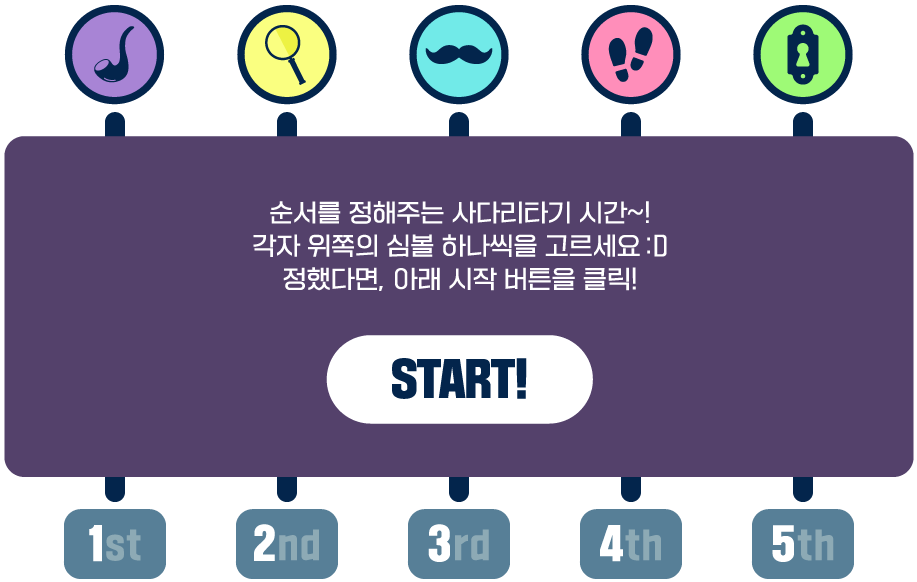 순서를 정해주는 사다리타기 시간~!
각자 위쪽의 심볼 하나씩을 고르세요 :D
정했다면, 아래 시작 버튼을 클릭!
START!
1st 2nd 3rd 4th 5th